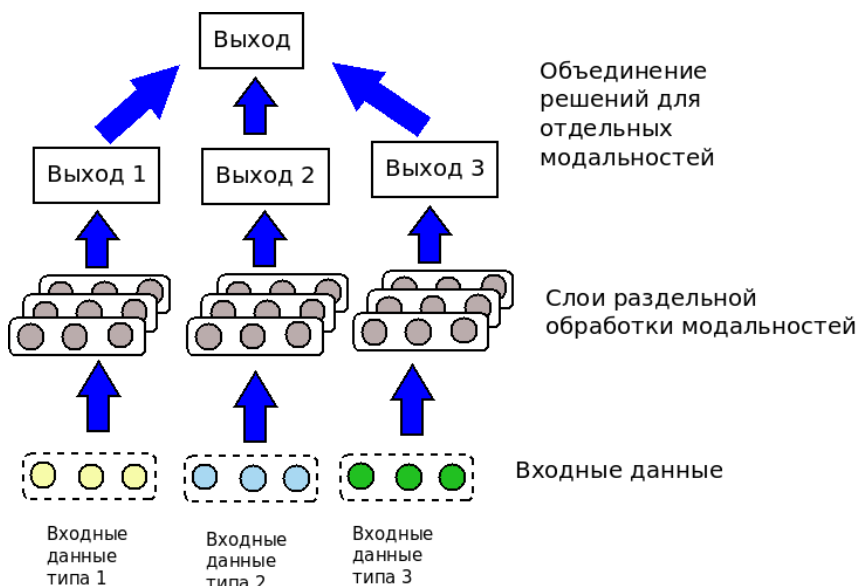 Выход
Объединение
решений для
отдельных
модальностей
Выход 1
Выход 2
Выход 3
Слои раздельной
обработки модальностей
Входные данные
Входные
данные
типа 1
Входные
данные
типа 2
Входные
данные
типа 3